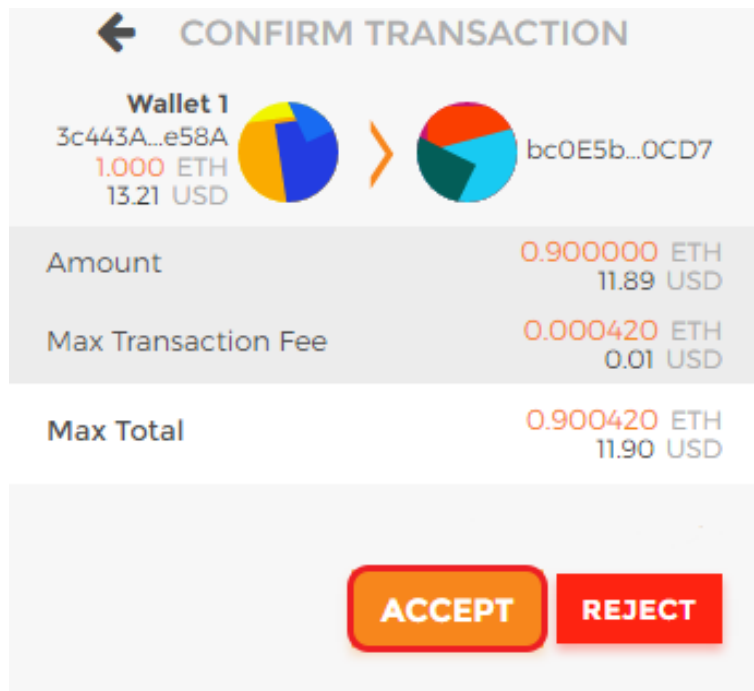 CONFIRM TRANSACTION
Wallet 1
3c443A...e58A
1.000 ETH
13.21 USD
bc0E5b...0CD7
Amount
0.900000 ETH
11.89 USD
Max Transaction Fee
0.000420 ETH
0.01 USD
Max Total
0.900420 ETH
11.90 USD
ACCEPT
REJECT